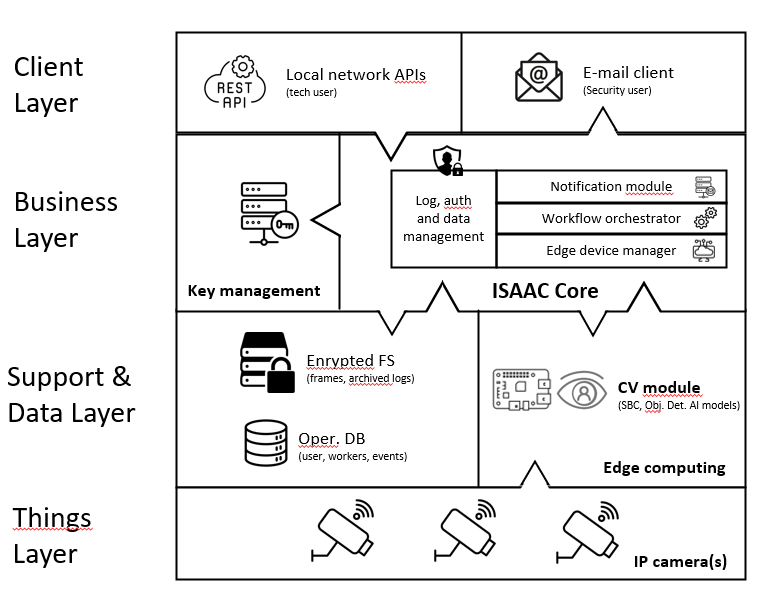 Client
Layer
REST
API
Local network APIs
(tech user)
@
E-mail client
(Security user)
Business
Layer
Key management
Log, auth
and data
management
Notification module
Workflow orchestrator
Edge device manager
ISAAC Core
Support &
Data Layer
Enrypted FS
(frames, archived logs)
Oper. DB
(user, workers, events)
CV module
(SBC, Obj. Det. AI models)
Edge computing
Things
Layer
IP camera(s)